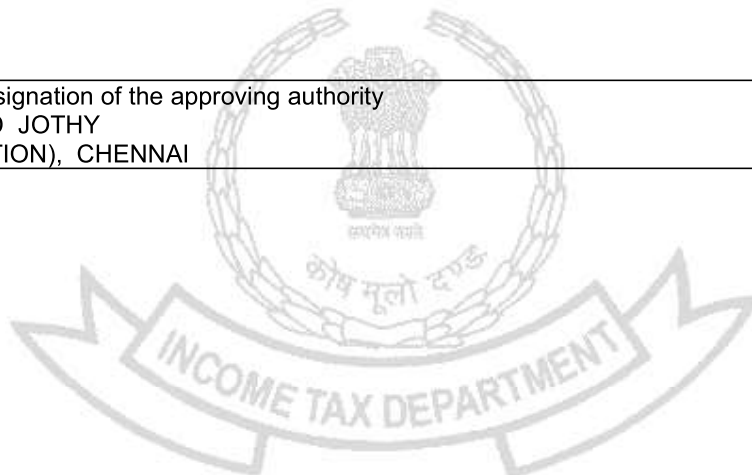 signation of the approving authority
JOTHY
TION), CHENNAI
सत्यमेव जयते
कोष मूलो दण्डः
INCOME TAX DEPARTMENT